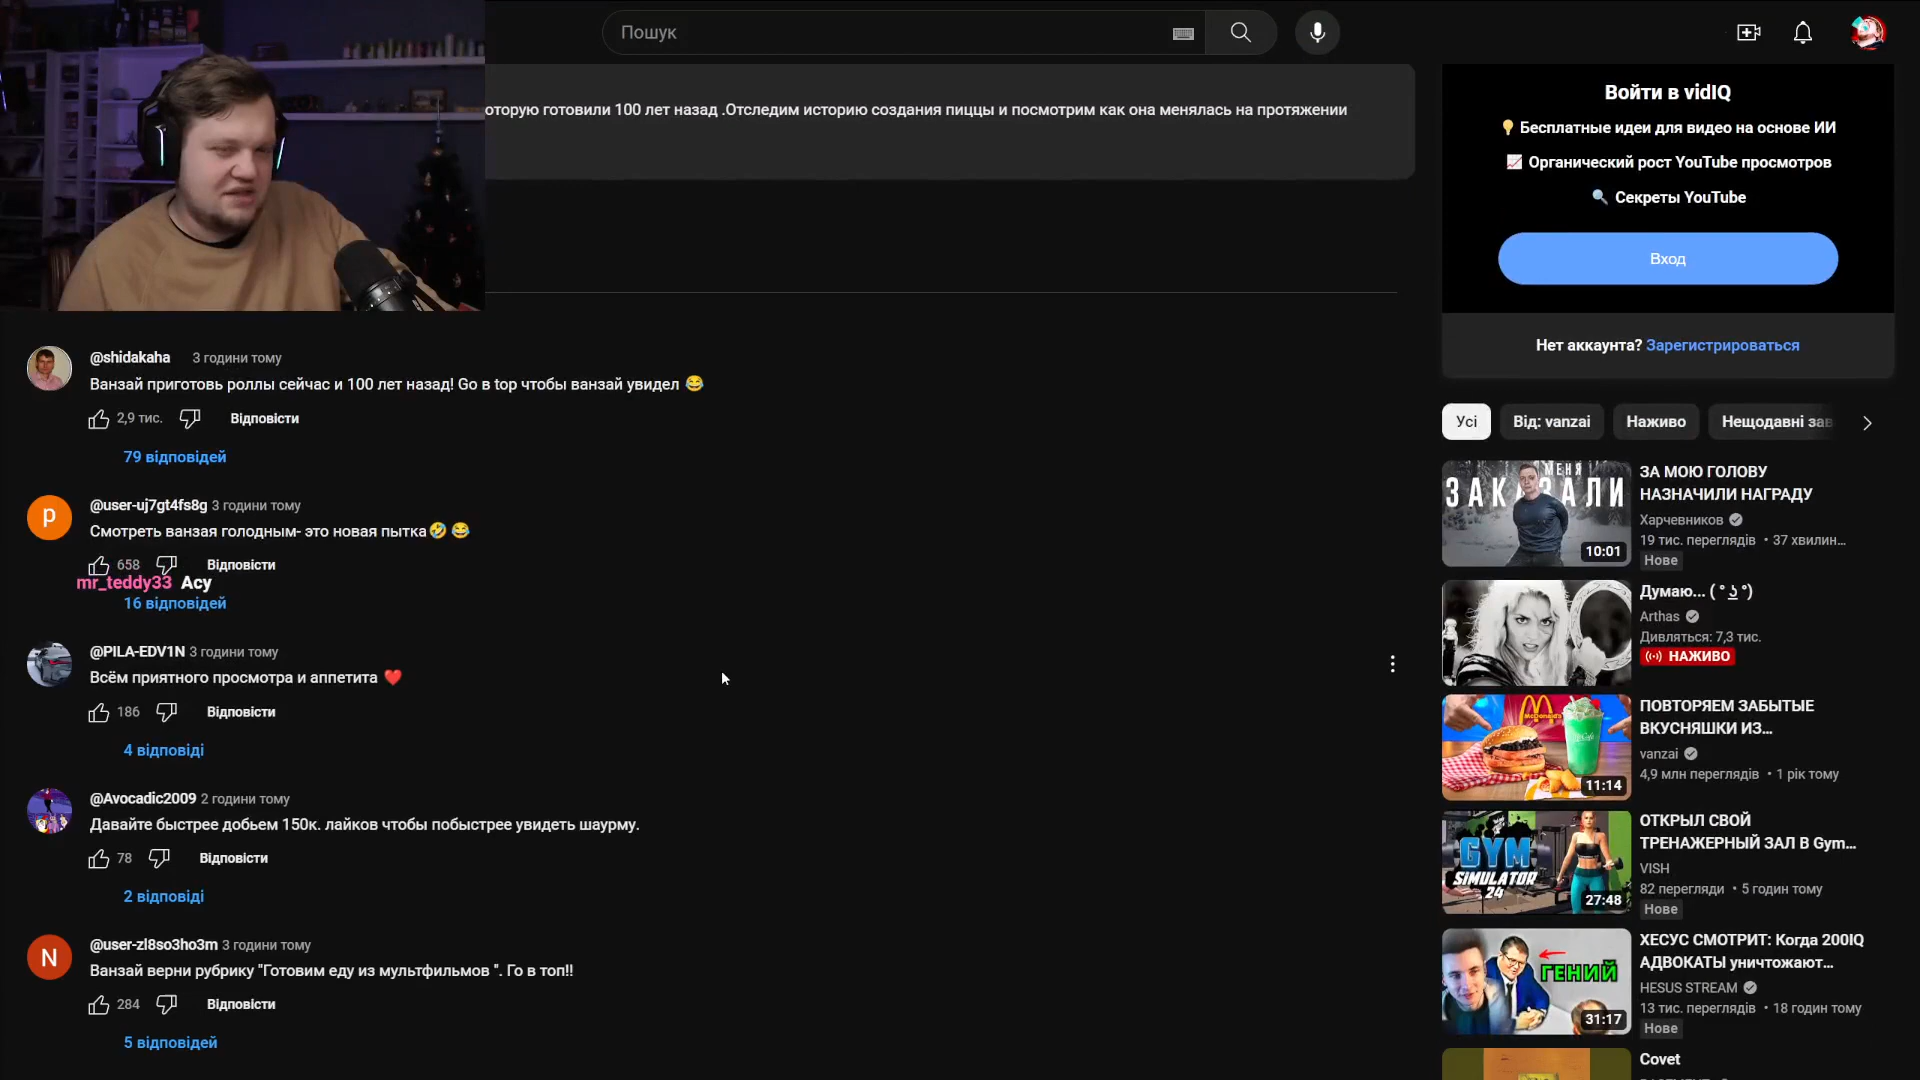 Пошук
оторую готовили 100 лет назад .Отследим историю создания пиццы и посмотрим как она менялась на протяжении
@shidakaha 3 години тому
Ванзай приготовь роллы сейчас и 100 лет назад! Go в top чтобы ванзай увидел 😂
2,9 тис. Відповісти
79 відповідей
P
@user-uj7gt4fs8g 3 години тому
Смотреть ванзая голодным- это новая пытка🤣 😂
658 Відповісти
mr_teddy33 Асу
16 відповідей
@PILA-EDV1N 3 години тому
Всём приятного просмотра и аппетита ❤️
186 Відповісти
4 відповіді
@Avocadic2009 2 години тому
Давайте быстрее добьем 150к. лайков чтобы побыстрее увидеть шаурму.
78 Відповісти
2 відповіді
N
@user-zl8so3ho3m 3 години тому
Ванзай верни рубрику "Готовим еду из мультфильмов ". Го в топ!!
284 Відповісти
5 відповідей
Войти в vidIQ
💡 Бесплатные идеи для видео на основе ИИ
📈 Органический рост YouTube просмотров
🔍 Секреты YouTube
Вход
Нет аккаунта? Зарегистрироваться
Усі Від: vanzai Наживо Нещодавні зав
МЕНЯ
ЗАКАЗАЛИ
10:01
ЗА МОЮ ГОЛОВУ
НАЗНАЧИЛИ НАГРАДУ
Харчевников
19 тис. переглядів • 37 хвилин...
Нове
Думаю... ( ° ͜ʖ °)
Arthas
Дивляться: 7,3 тис.
НАЖИВО
McDonald's
McCafé
11:14
ПОВТОРЯЕМ ЗАБЫТЫЕ
ВКУСНЯШКИ ИЗ...
vanzai
4,9 млн переглядів • 1 рік тому
GYM
SIMULATOR
24
27:48
ОТКРЫЛ СВОЙ
ТРЕНАЖЕРНЫЙ ЗАЛ В Gym...
VISH
82 перегляди • 5 годин тому
Нове
ГЕНИЙ
31:17
ХЕСУС СМОТРИТ: Когда 200IQ
АДВОКАТЫ уничтожают...
HESUS STREAM
13 тис. переглядів • 18 годин тому
Нове
Covet